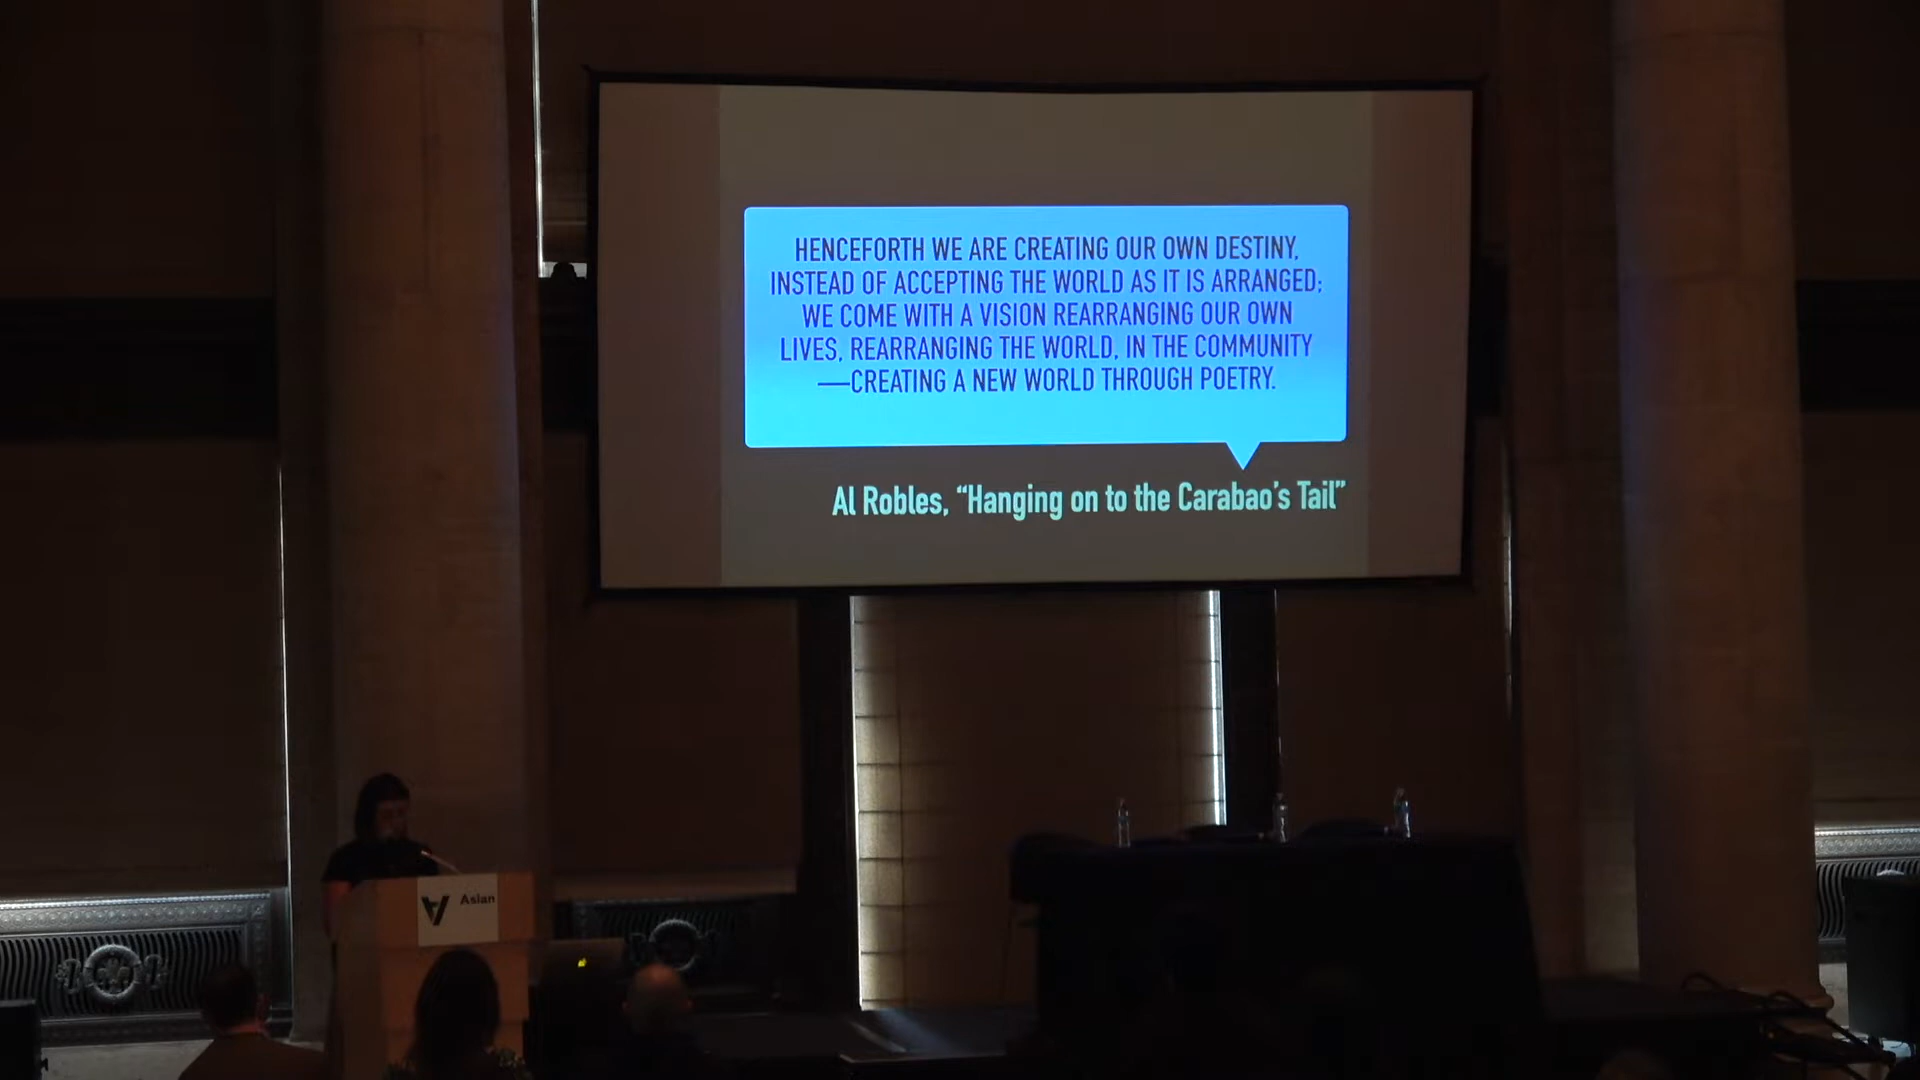 HENCEFORTH WE ARE CREATING OUR OWN DESTINY,
INSTEAD OF ACCEPTING THE WORLD AS IT IS ARRANGED;
WE COME WITH A VISION REARRANGING OUR OWN
LIVES, REARRANGING THE WORLD, IN THE COMMUNITY
—CREATING A NEW WORLD THROUGH POETRY.
Al Robles, “Hanging on to the Carabao’s Tail”
Asian